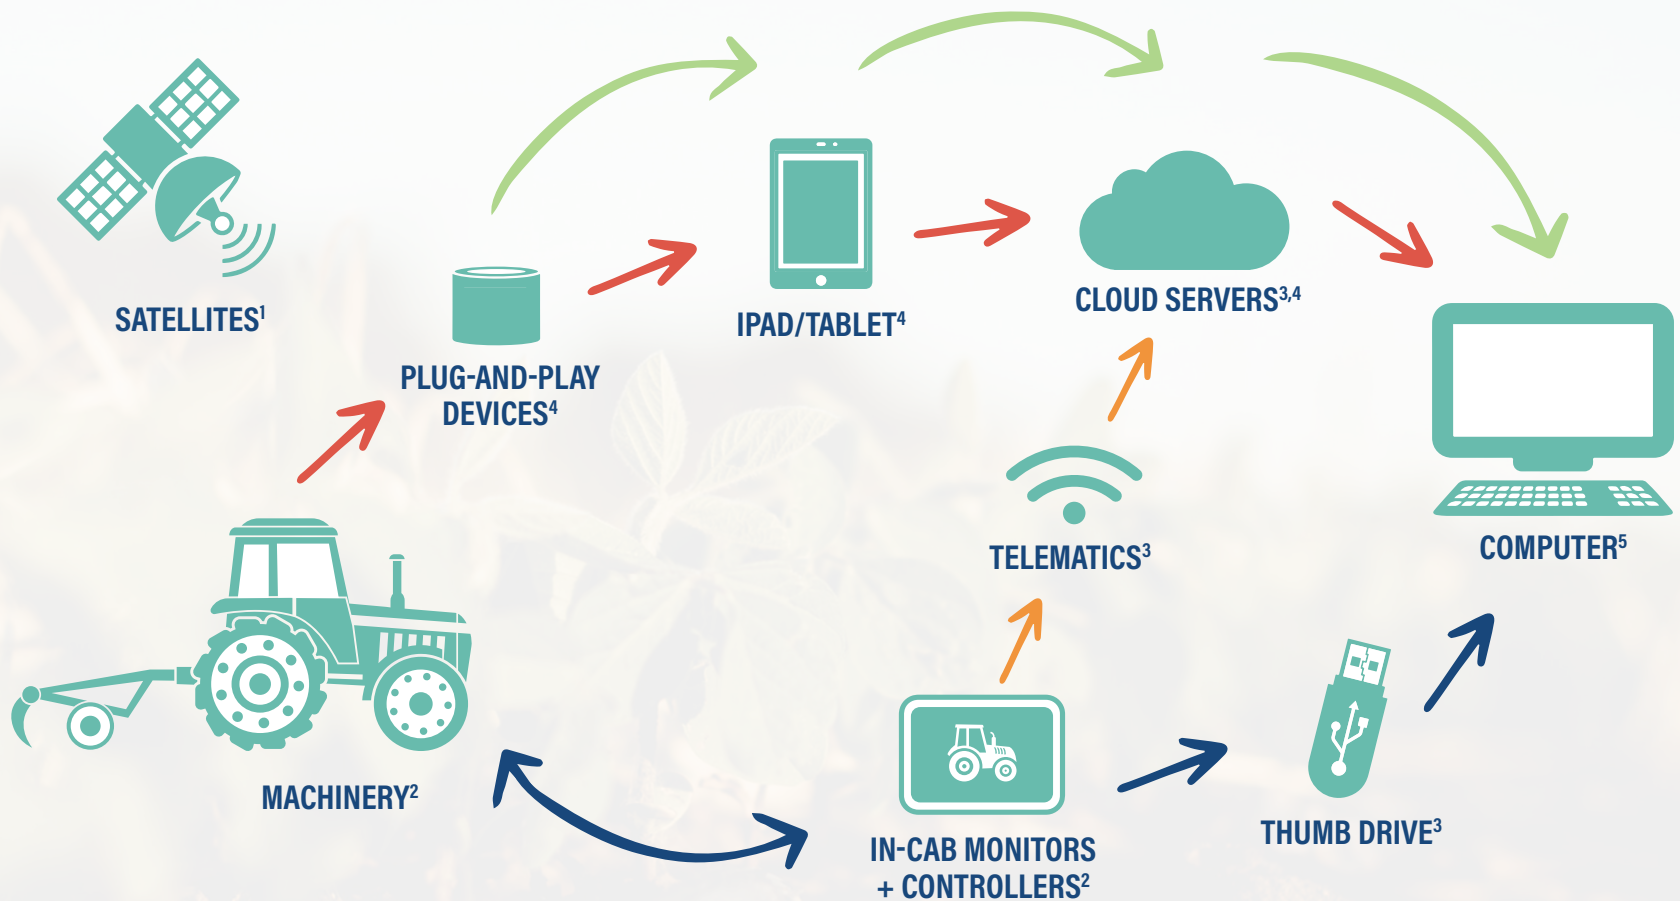 SATELLITES¹
PLUG-AND-PLAY
DEVICES⁴
IPAD/TABLET⁴
CLOUD SERVERS³,⁴
TELEMATICS³
COMPUTER⁵
MACHINERY²
IN-CAB MONITORS
+ CONTROLLERS²
THUMB DRIVE³